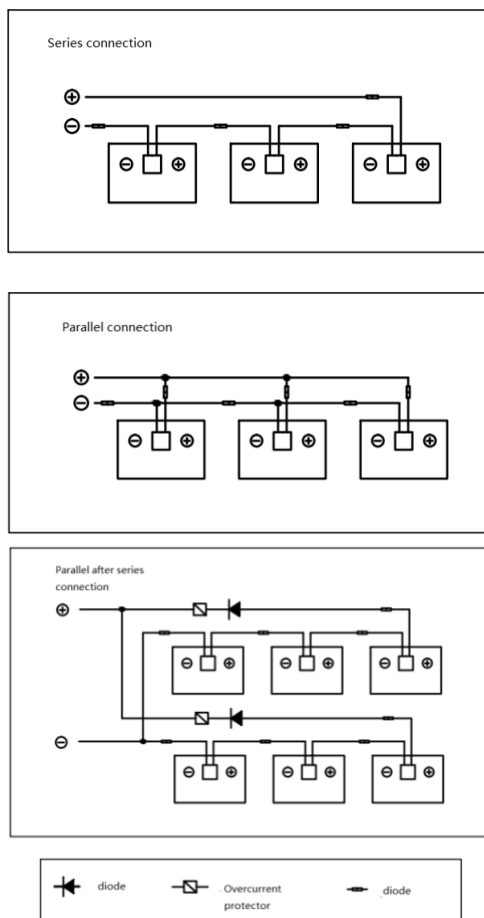 Series connection
Parallel connection
Parallel after series
connection
diode
Overcurrent
protector
diode